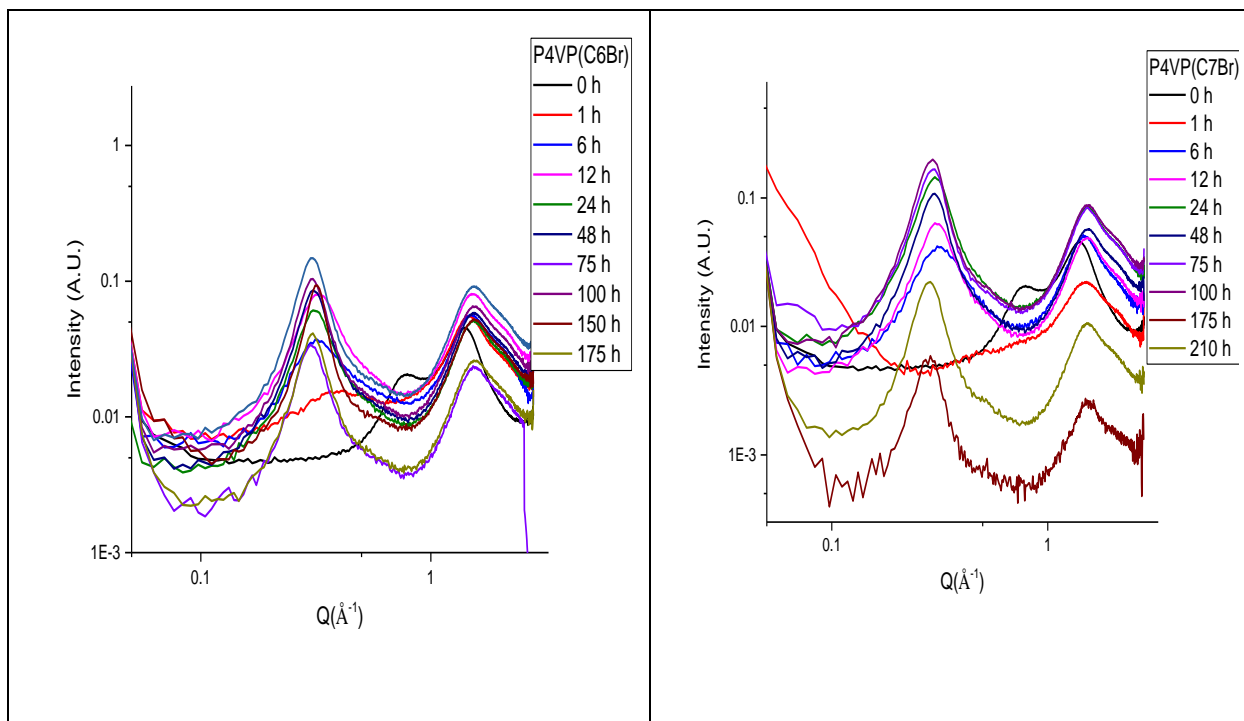 P4VP(C6Br)
0 h
1 h
6 h
12 h
24 h
48 h
75 h
100 h
150 h
175 h
Intensity (A.U.)
1
0.1
0.01
1E-3
0.1
1
Q(Å-1)
P4VP(C7Br)
0 h
1 h
6 h
12 h
24 h
48 h
75 h
100 h
175 h
210 h
Intensity (A.U.)
0.1
0.01
1E-3
0.1
1
Q(Å-1)